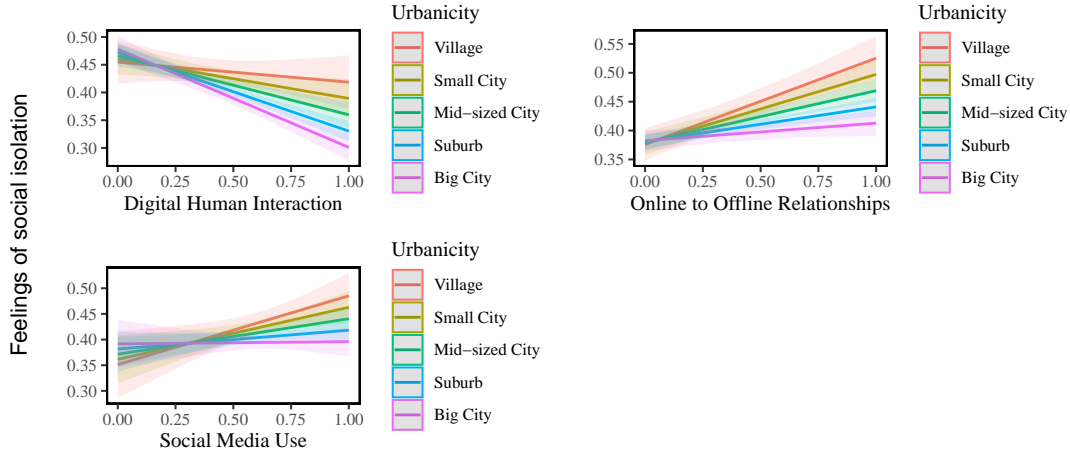 Feelings of social isolation
Urbanicity
0.50
0.45
0.40
0.35
0.30
Village
Small City
Mid−sized City
Suburb
Big City
0.00 0.25 0.50 0.75 1.00
Digital Human Interaction
Urbanicity
0.55
0.50
0.45
0.40
0.35
Village
Small City
Mid−sized City
Suburb
Big City
0.00 0.25 0.50 0.75 1.00
Online to Offline Relationships
Urbanicity
0.50
0.45
0.40
0.35
0.30
Village
Small City
Mid−sized City
Suburb
Big City
0.00 0.25 0.50 0.75 1.00
Social Media Use